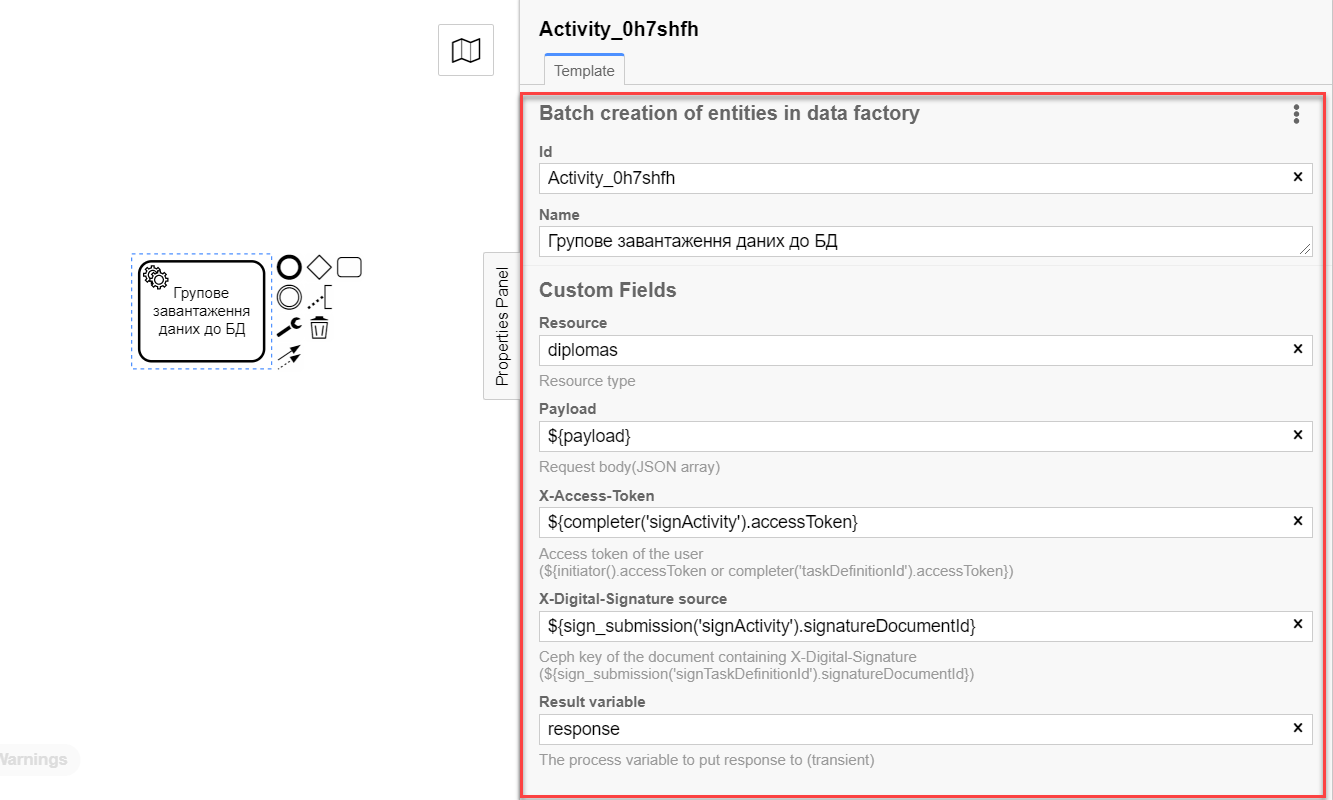 Activity_0h7shfh
Template
Batch creation of entities in data factory
Id
Activity_0h7shfh
Name
Групове завантаження даних до БД
Custom Fields
Resource
diplomas
Resource type
Payload
${payload}
Request body(JSON array)
X-Access-Token
${completer('signActivity').accessToken}
Access token of the user
(${initiator().accessToken or completer('taskDefinitionId').accessToken})
X-Digital-Signature source
${sign_submission('signActivity').signatureDocumentId}
Ceph key of the document containing X-Digital-Signature
(${sign_submission('signTaskDefinitionId').signatureDocumentId})
Result variable
response
The process variable to put response to (transient)
Properties Panel
Групове
завантаження
даних до БД
Warnings